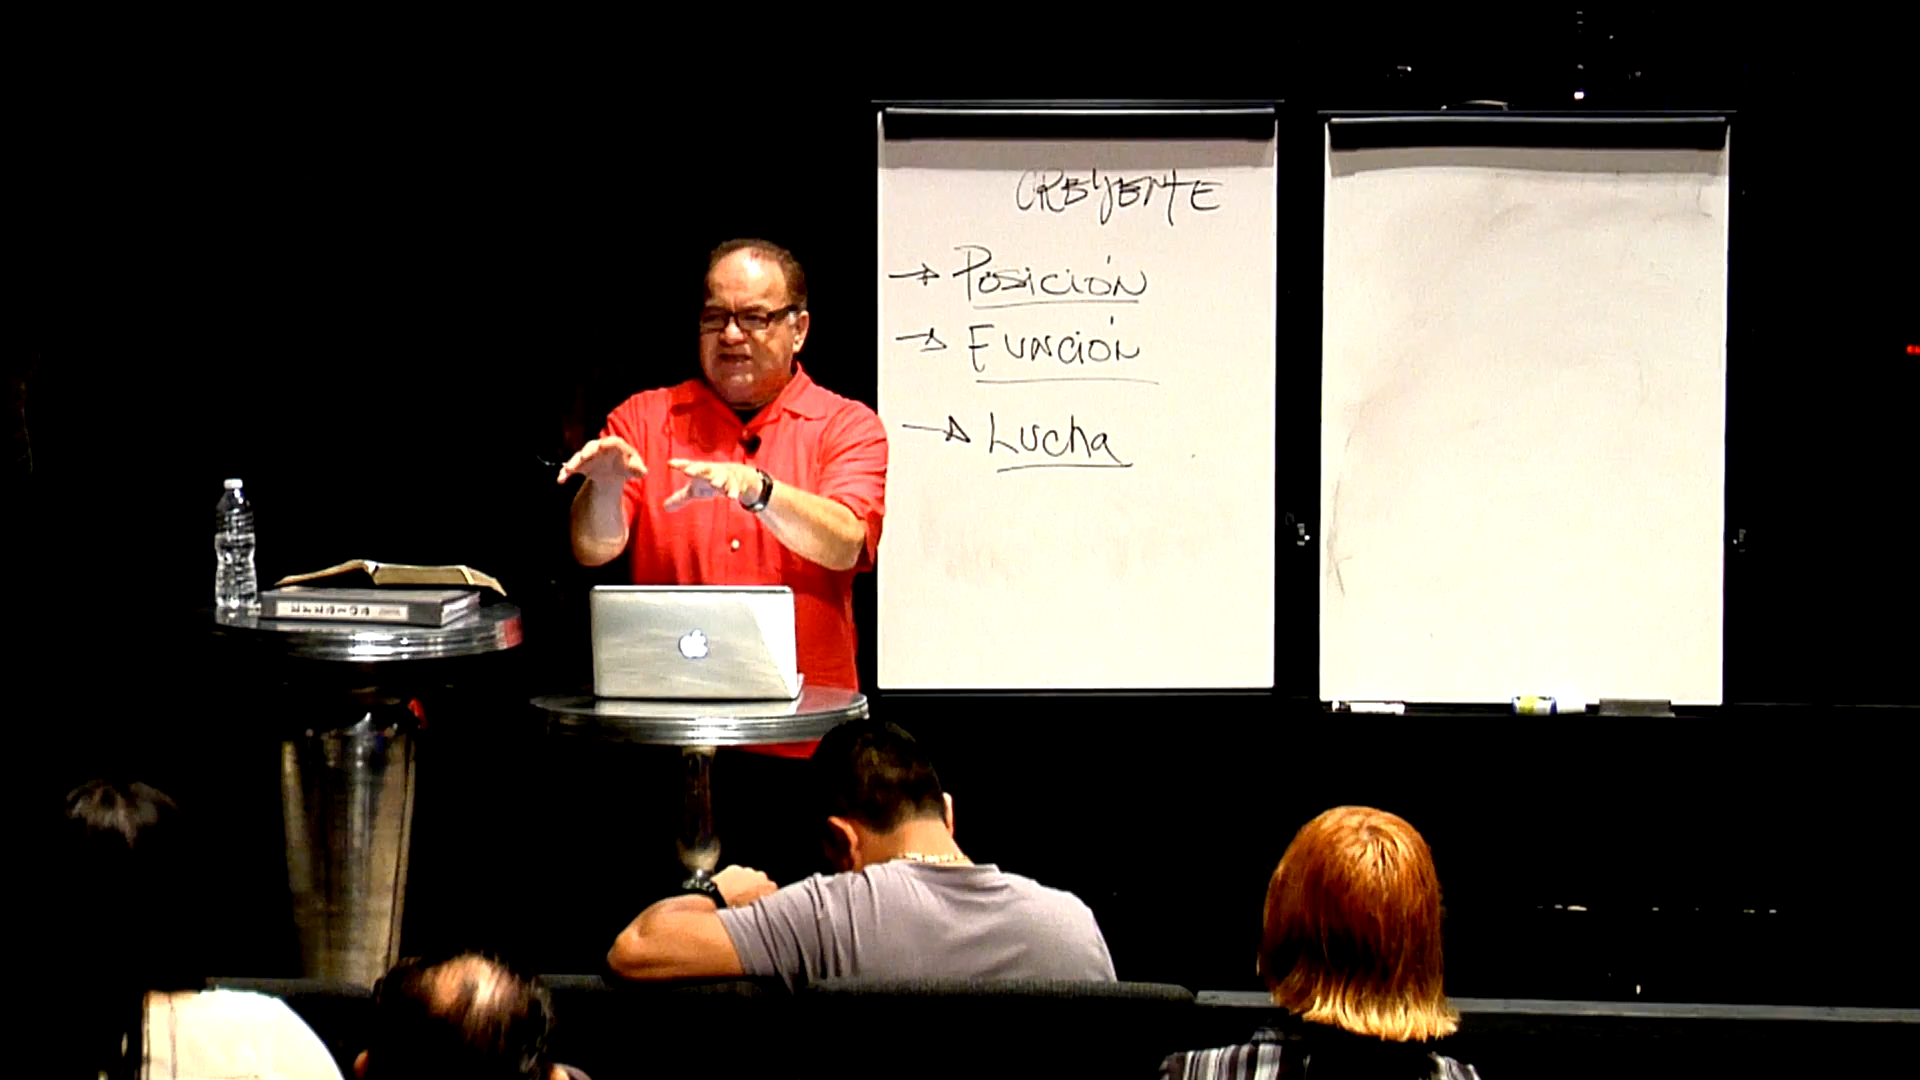 CREYENTE
→ Posición
→ Función
→ Lucha